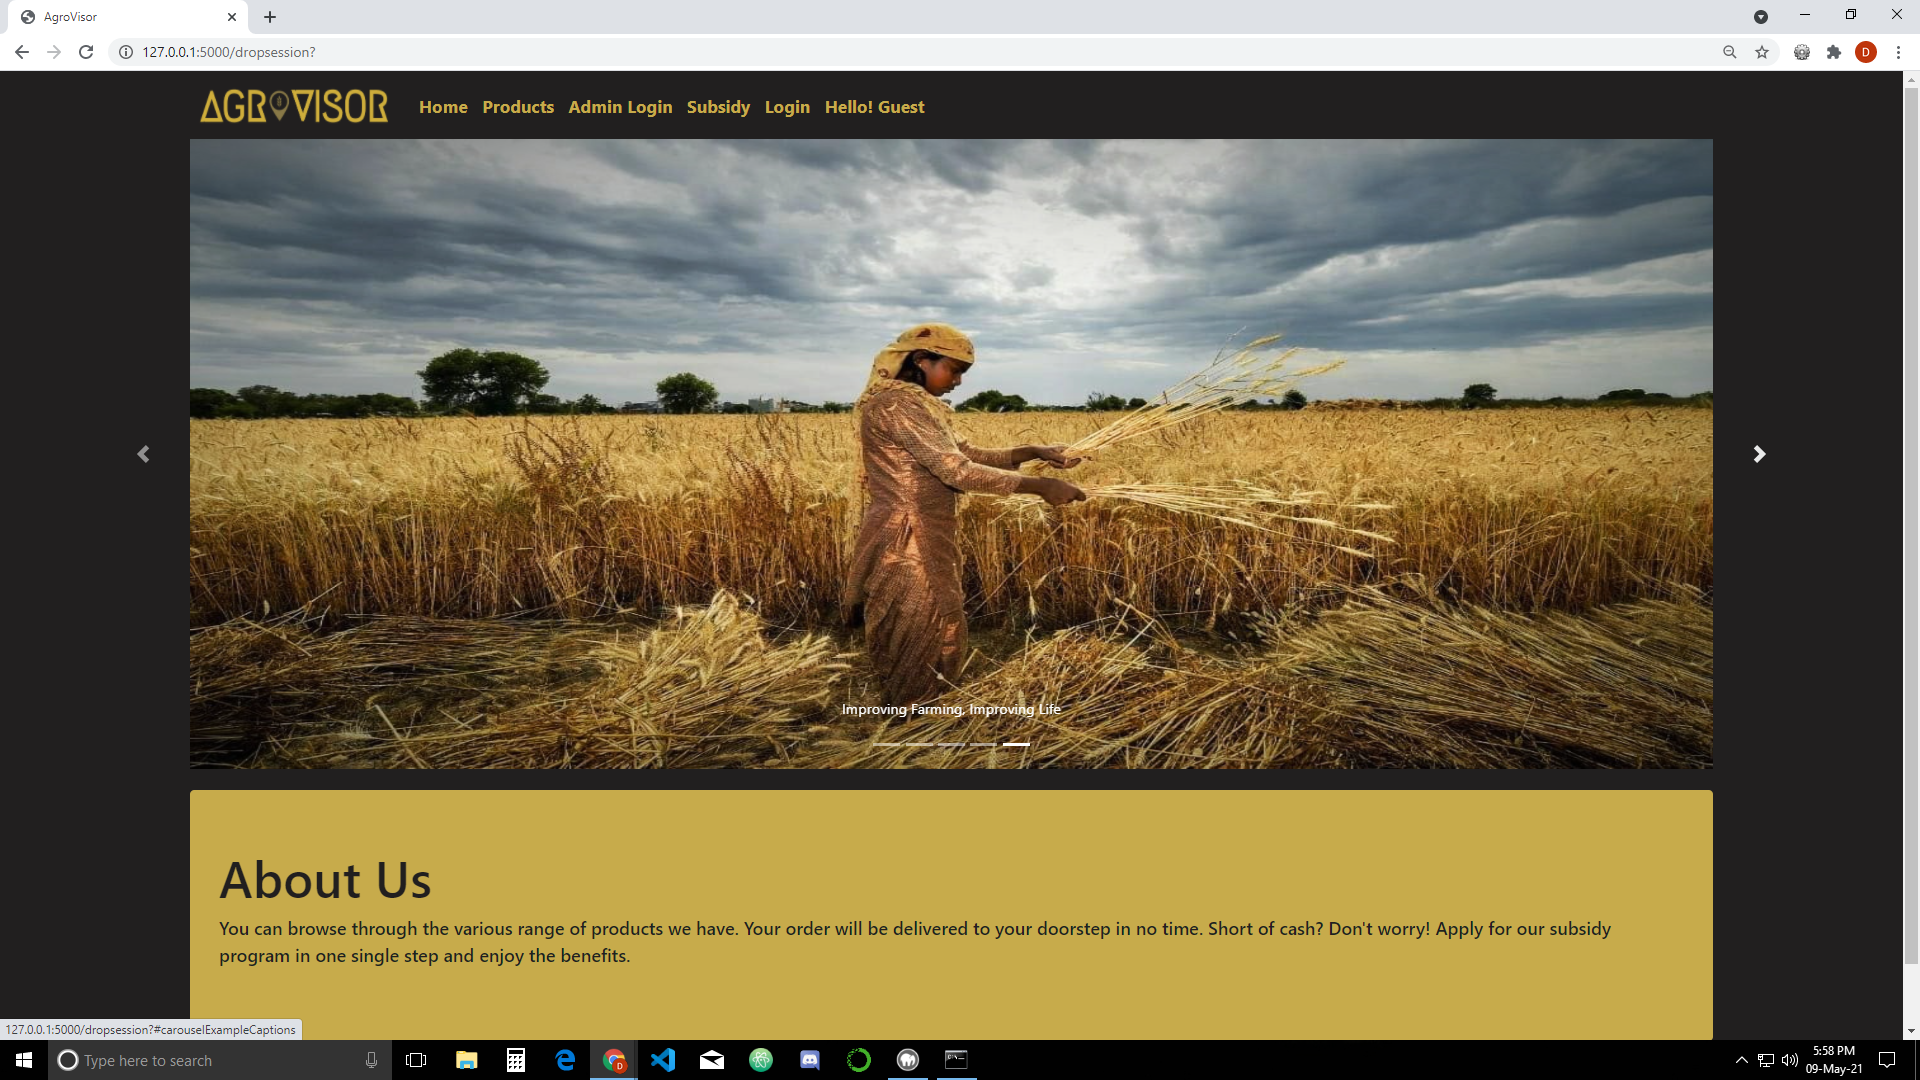 AgroVisor
127.0.0.1:5000/dropsession?
D
AGROVISOR
Home Products Admin Login Subsidy Login Hello! Guest
Improving Farming, Improving Life
About Us
You can browse through the various range of products we have. Your order will be delivered to your doorstep in no time. Short of cash? Don't worry! Apply for our subsidy
program in one single step and enjoy the benefits.
127.0.0.1:5000/dropsession?#carouselExampleCaptions
Type here to search
D
5:58 PM
09-May-21